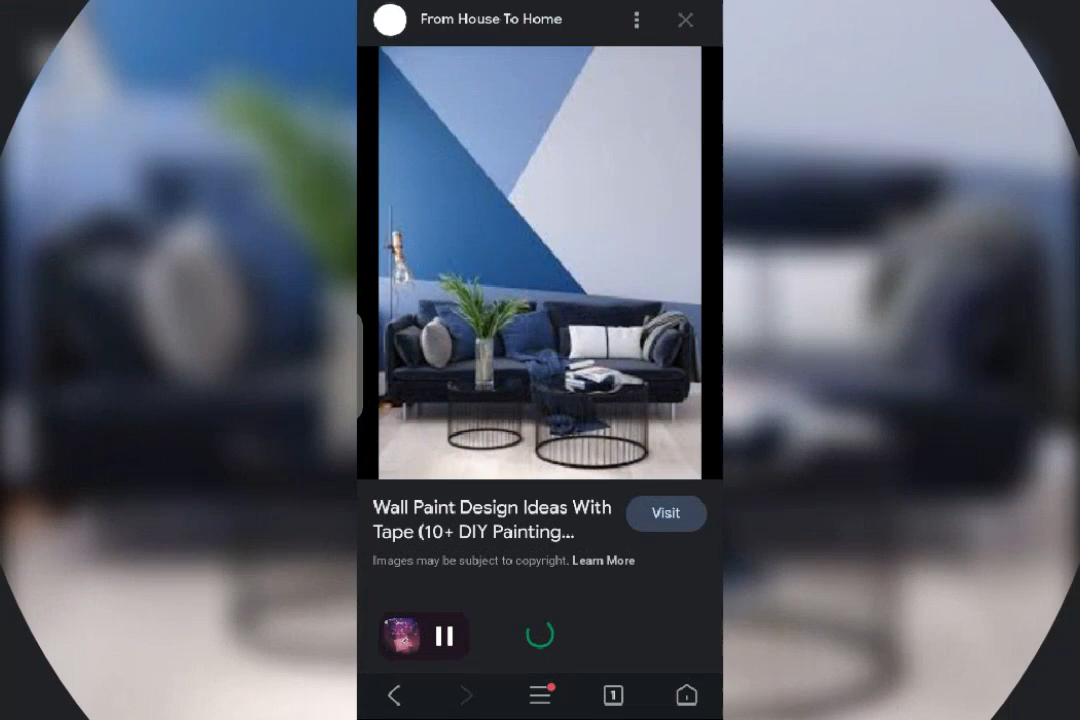 From House To Home
Wall Paint Design Ideas With
Tape (10+ DIY Painting...
Visit
Images may be subject to copyright. Learn More
1